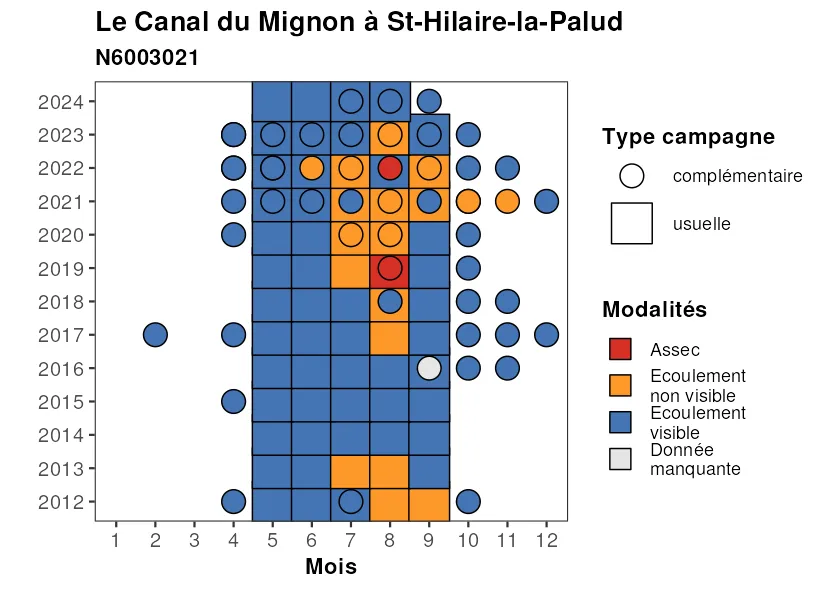 Le Canal du Mignon à St-Hilaire-la-Palud
N6003021
2024
2023
2022
2021
2020
2019
2018
2017
2016
2015
2014
2013
2012
1 2 3 4 5 6 7 8 9 10 11 12
Mois
Type campagne
complémentaire
usuelle
Modalités
Assec
Ecoulement
non visible
Ecoulement
visible
Donnée
manquante